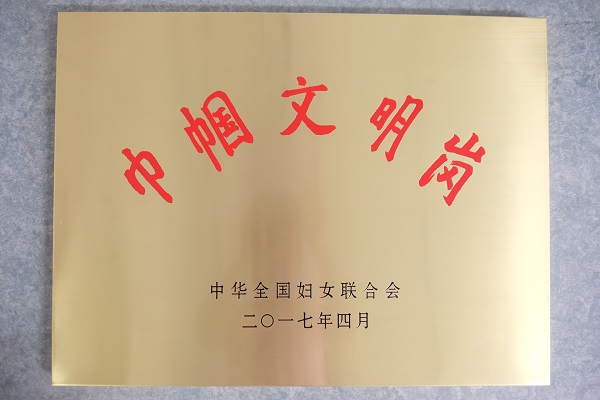 巾帼文明岗
中华全国妇女联合会
二〇一七年四月